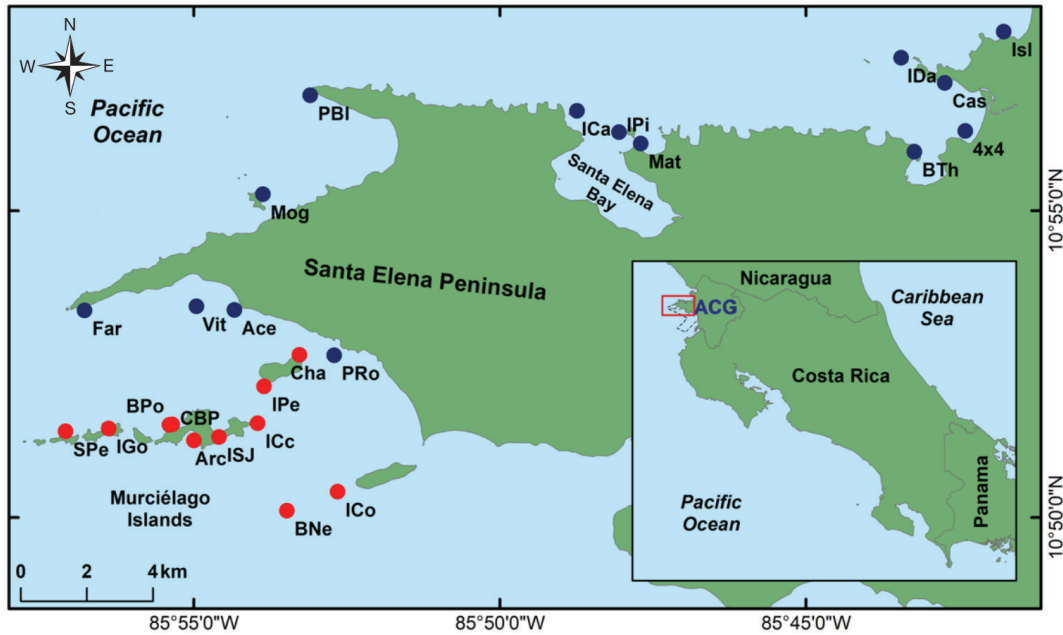 N
W E
S
Pacific
Ocean
PBl
ICa
IPi
Mat
Santa Elena
Bay
IDa
Isl
Cas
4x4
BTh
Mog
Santa Elena Peninsula
Far
Vit
Ace
PRo
Cha
IPe
BPo
CBP
ICc
SPe
IGo
Arc
ISJ
Murciélago
Islands
ICo
BNe
0 2 4 km
Nicaragua
ACG
Caribbean
Sea
Costa Rica
Panama
Pacific
Ocean
10°55'0"N
10°50'0"N
85°55'0"W
85°50'0"W
85°45'0"W